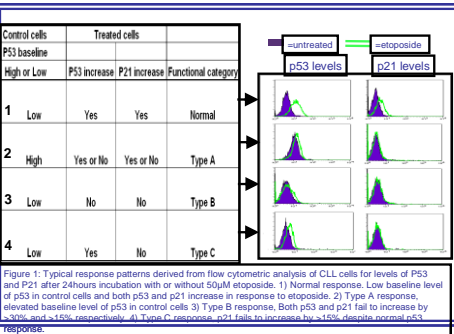 Control cells Treated cells
P53 baseline
High or Low P53 increase P21 increase Functional category
1 Low Yes Yes Normal
2 High Yes or No Yes or No Type A
3 Low No No Type B
4 Low Yes No Type C
=untreated =etoposide
p53 levels p21 levels
Figure 1: Typical response patterns derived from flow cytometric analysis of CLL cells for levels of P53
and P21 after 24hours incubation with or without 50µM etoposide. 1) Normal response. Low baseline level
of p53 in control cells and both p53 and p21 increase in response to etoposide. 2) Type A response,
elevated baseline level of p53 in control cells 3) Type B response, Both p53 and p21 fail to increase by
>30% and >15% respectively. 4) Type C response, p21 fails to increase by >15% despite normal p53
response.